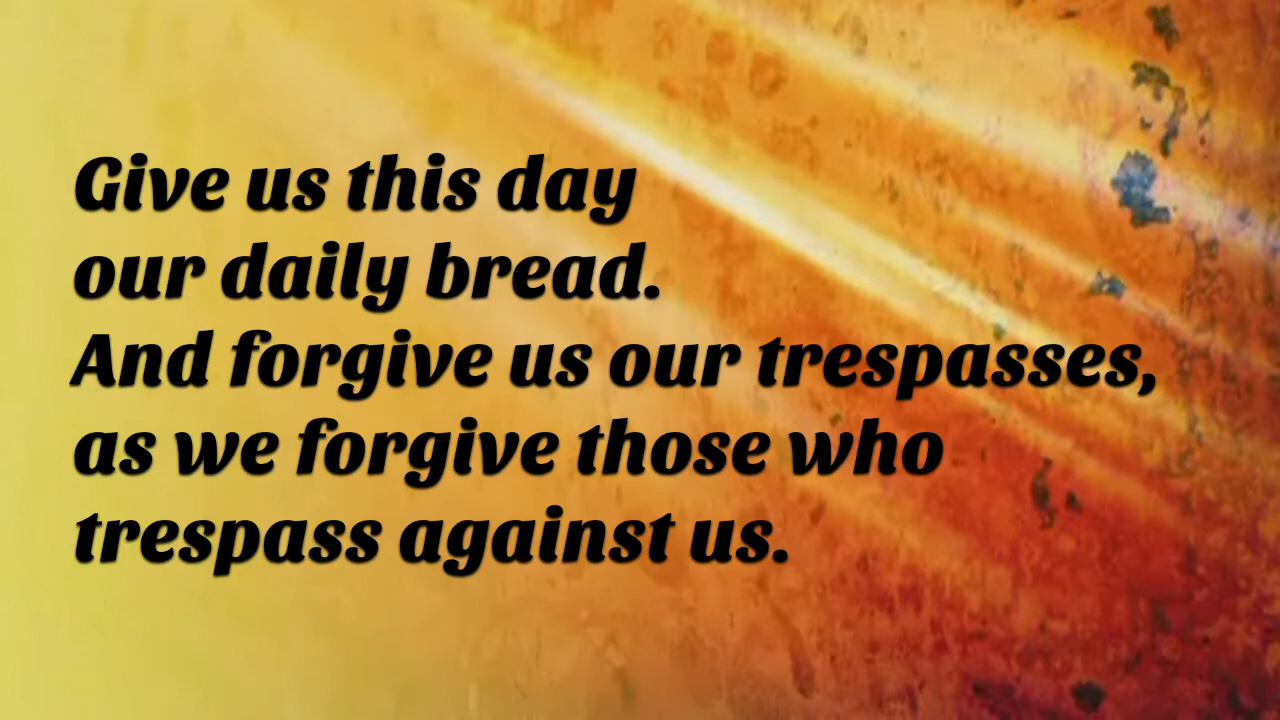 Give us this day
our daily bread.
And forgive us our trespasses,
as we forgive those who
trespass against us.